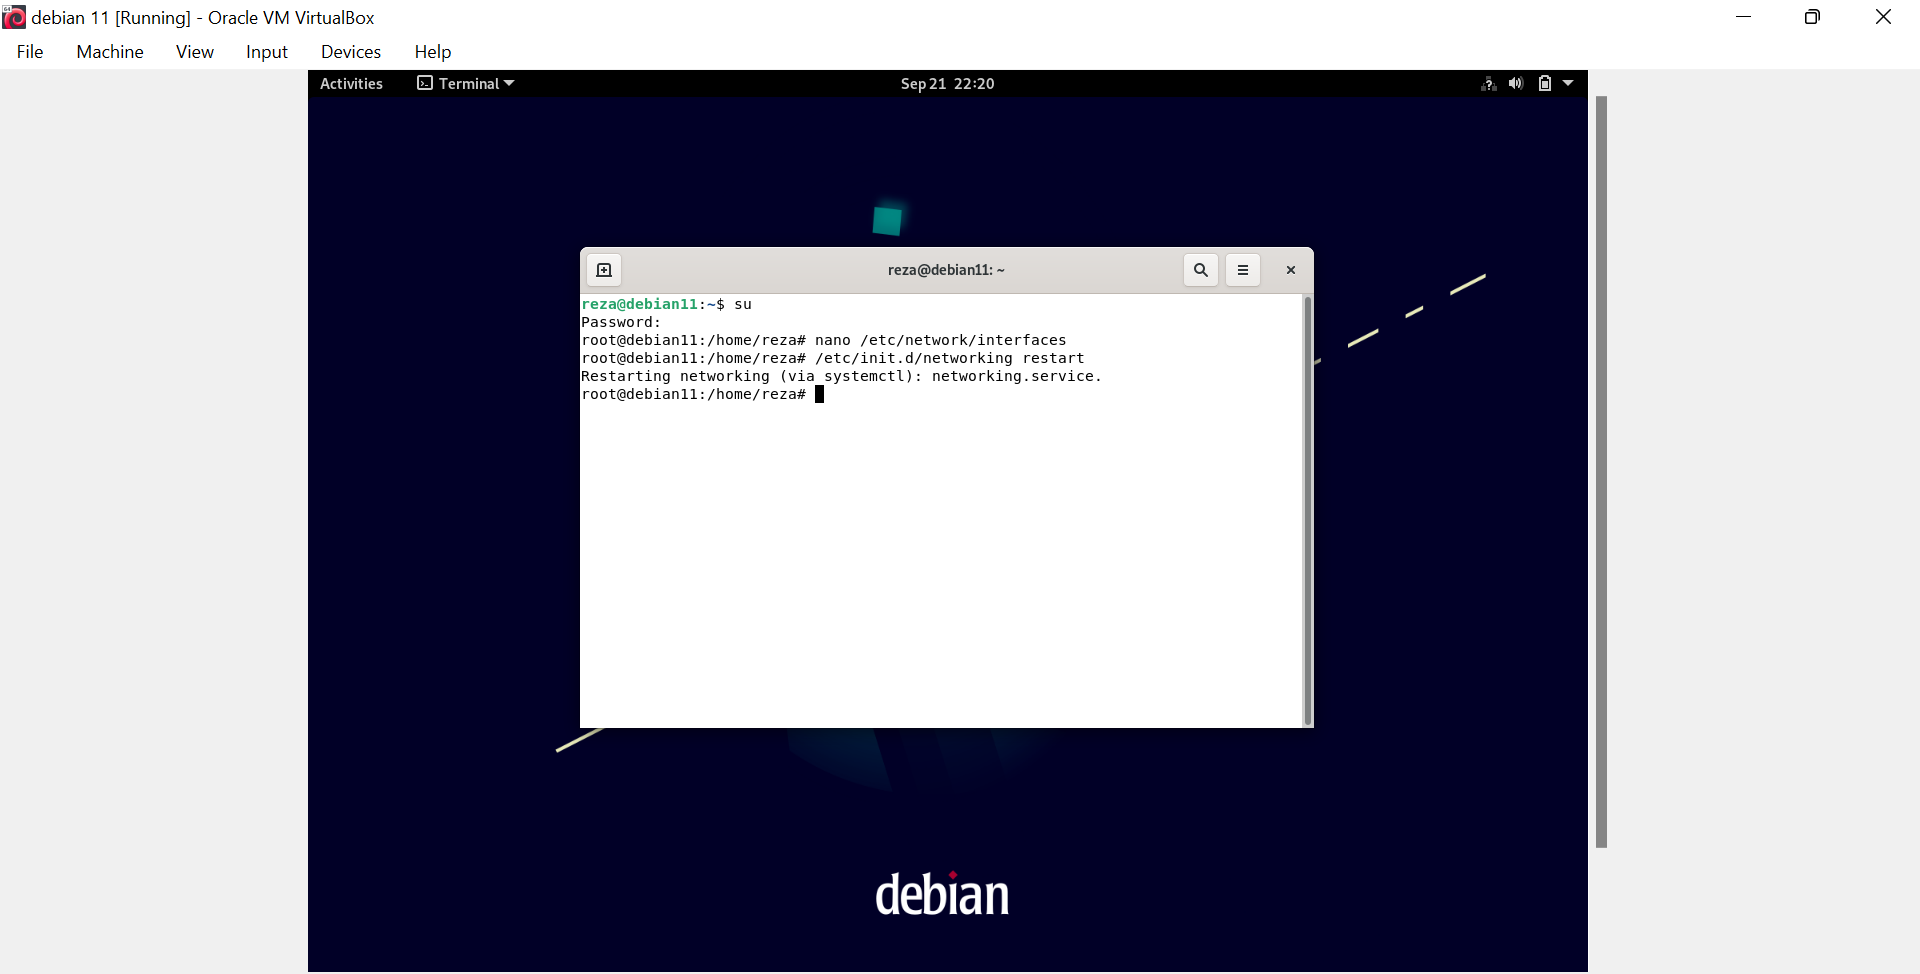 debian 11 [Running] - Oracle VM VirtualBox
File Machine View Input Devices Help
Activities Terminal Sep 21 22:20
reza@debian11: ~
reza@debian11:~$ su
Password:
root@debian11:/home/reza# nano /etc/network/interfaces
root@debian11:/home/reza# /etc/init.d/networking restart
Restarting networking (via systemctl): networking.service.
root@debian11:/home/reza#
debian